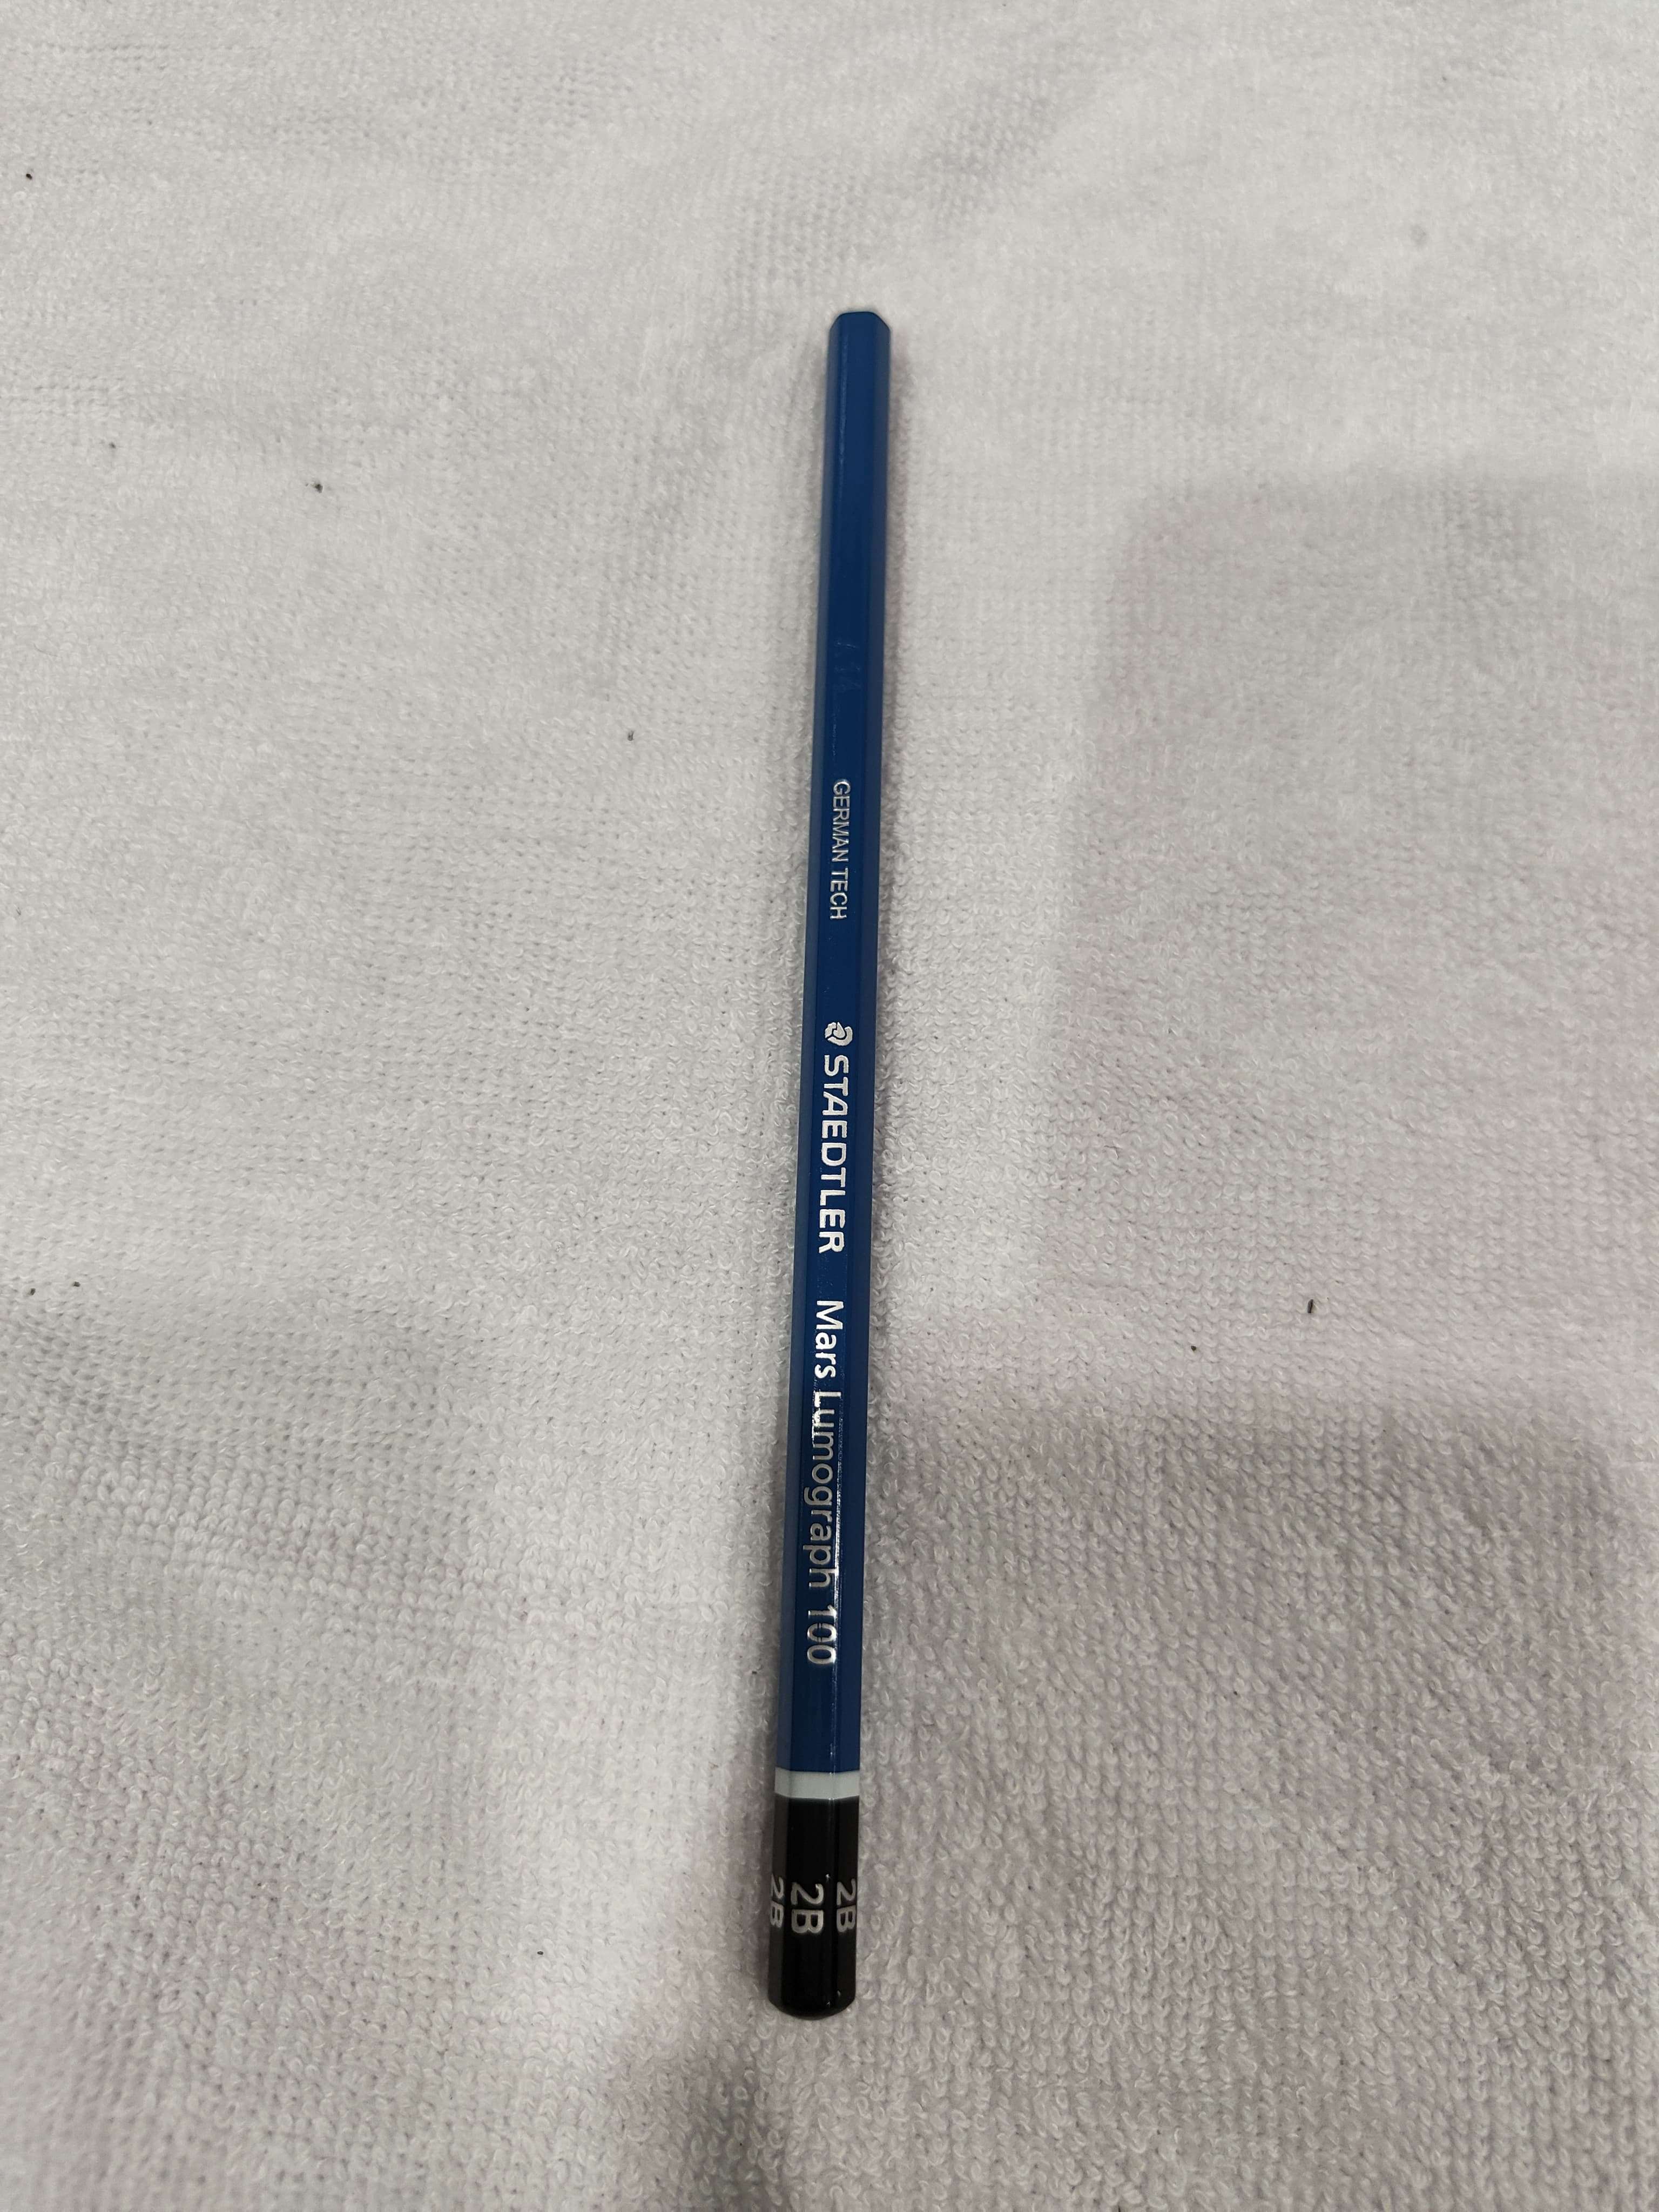 GERMAN TECH STAEDTLER Mars Lumograph 100
2B
2B
2B